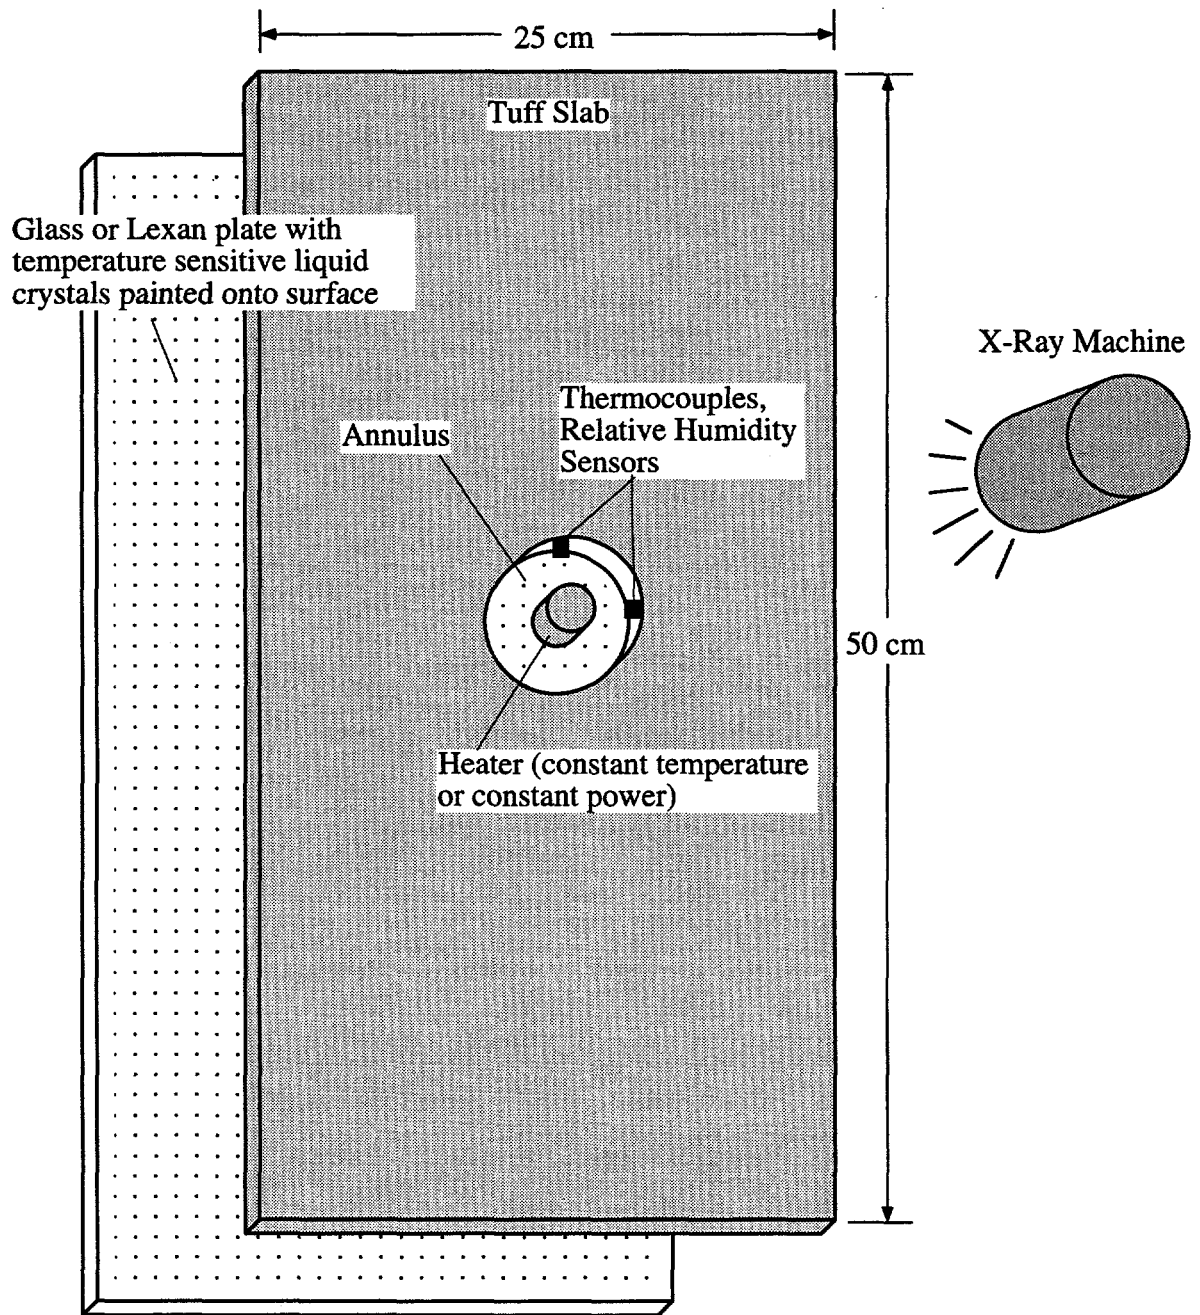 25 cm
Tuff Slab
Glass or Lexan plate with
temperature sensitive liquid
crystals painted onto surface
X-Ray Machine
Thermocouples,
Relative Humidity
Sensors
Annulus
50 cm
Heater (constant temperature
or constant power)